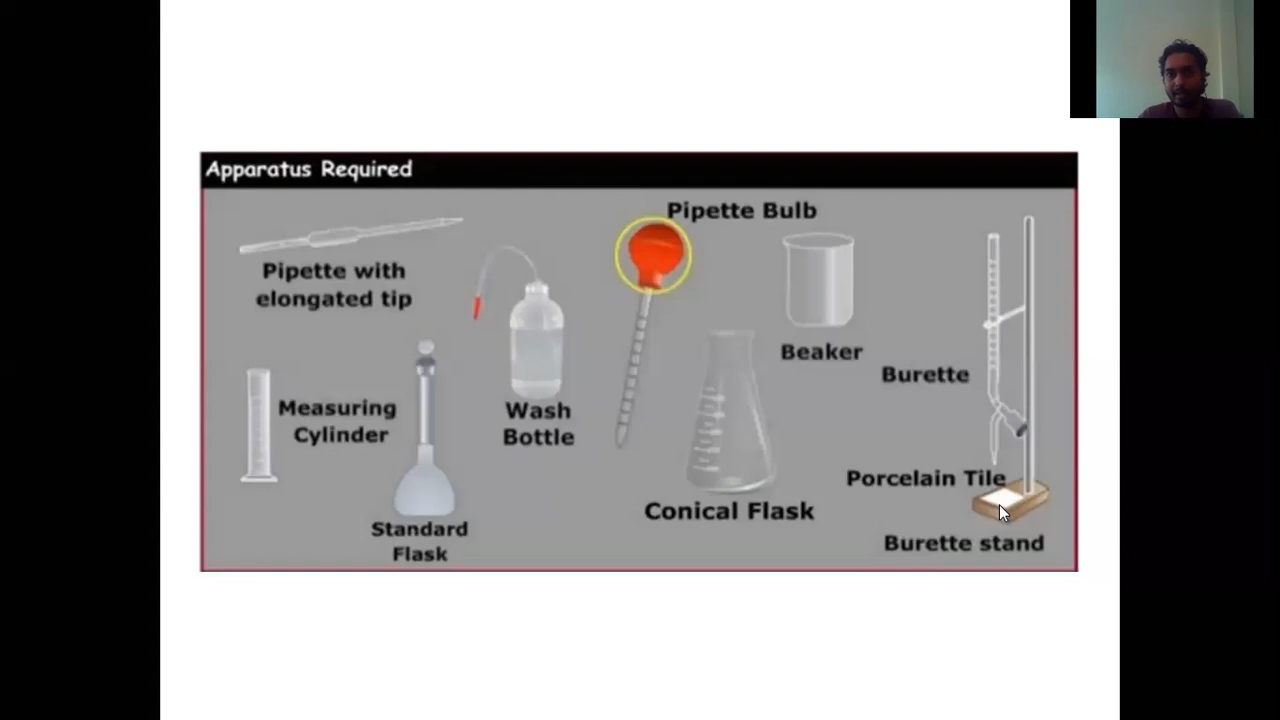 Apparatus Required
Pipette Bulb
Pipette with
elongated tip
Beaker
Burette
Measuring
Cylinder
Wash
Bottle
Porcelain Tile
Conical Flask
Standard
Flask
Burette stand